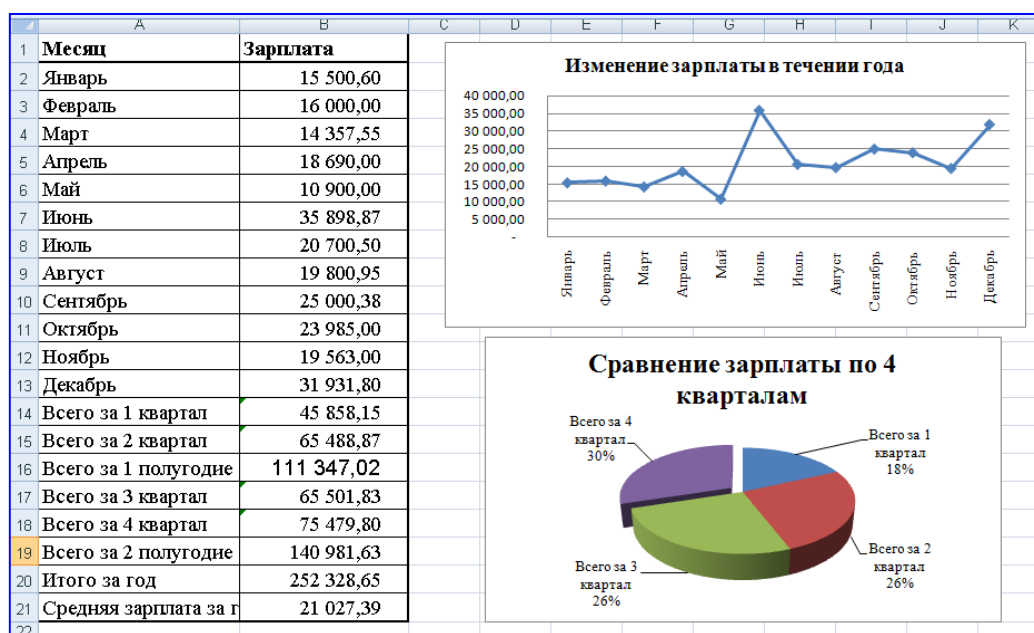 A B C D E F G H I J K
1 Месяц Зарплата
2 Январь 15 500,60
3 Февраль 16 000,00
4 Март 14 357,55
5 Апрель 18 690,00
6 Май 10 900,00
7 Июнь 35 898,87
8 Июль 20 700,50
9 Август 19 800,95
10 Сентябрь 25 000,38
11 Октябрь 23 985,00
12 Ноябрь 19 563,00
13 Декабрь 31 931,80
14 Всего за 1 квартал 45 858,15
15 Всего за 2 квартал 65 488,87
16 Всего за 1 полугодие 111 347,02
17 Всего за 3 квартал 65 501,83
18 Всего за 4 квартал 75 479,80
19 Всего за 2 полугодие 140 981,63
20 Итого за год 252 328,65
21 Средняя зарплата за г 21 027,39
22
Изменение зарплаты в течении года
40 000,00
35 000,00
30 000,00
25 000,00
20 000,00
15 000,00
10 000,00
5 000,00
-
Январь
Февраль
Март
Апрель
Май
Июнь
Июль
Август
Сентябрь
Октябрь
Ноябрь
Декабрь
Сравнение зарплаты по 4
кварталам
Всего за 4
квартал
30%
Всего за 1
квартал
18%
Всего за 3
квартал
26%
Всего за 2
квартал
26%